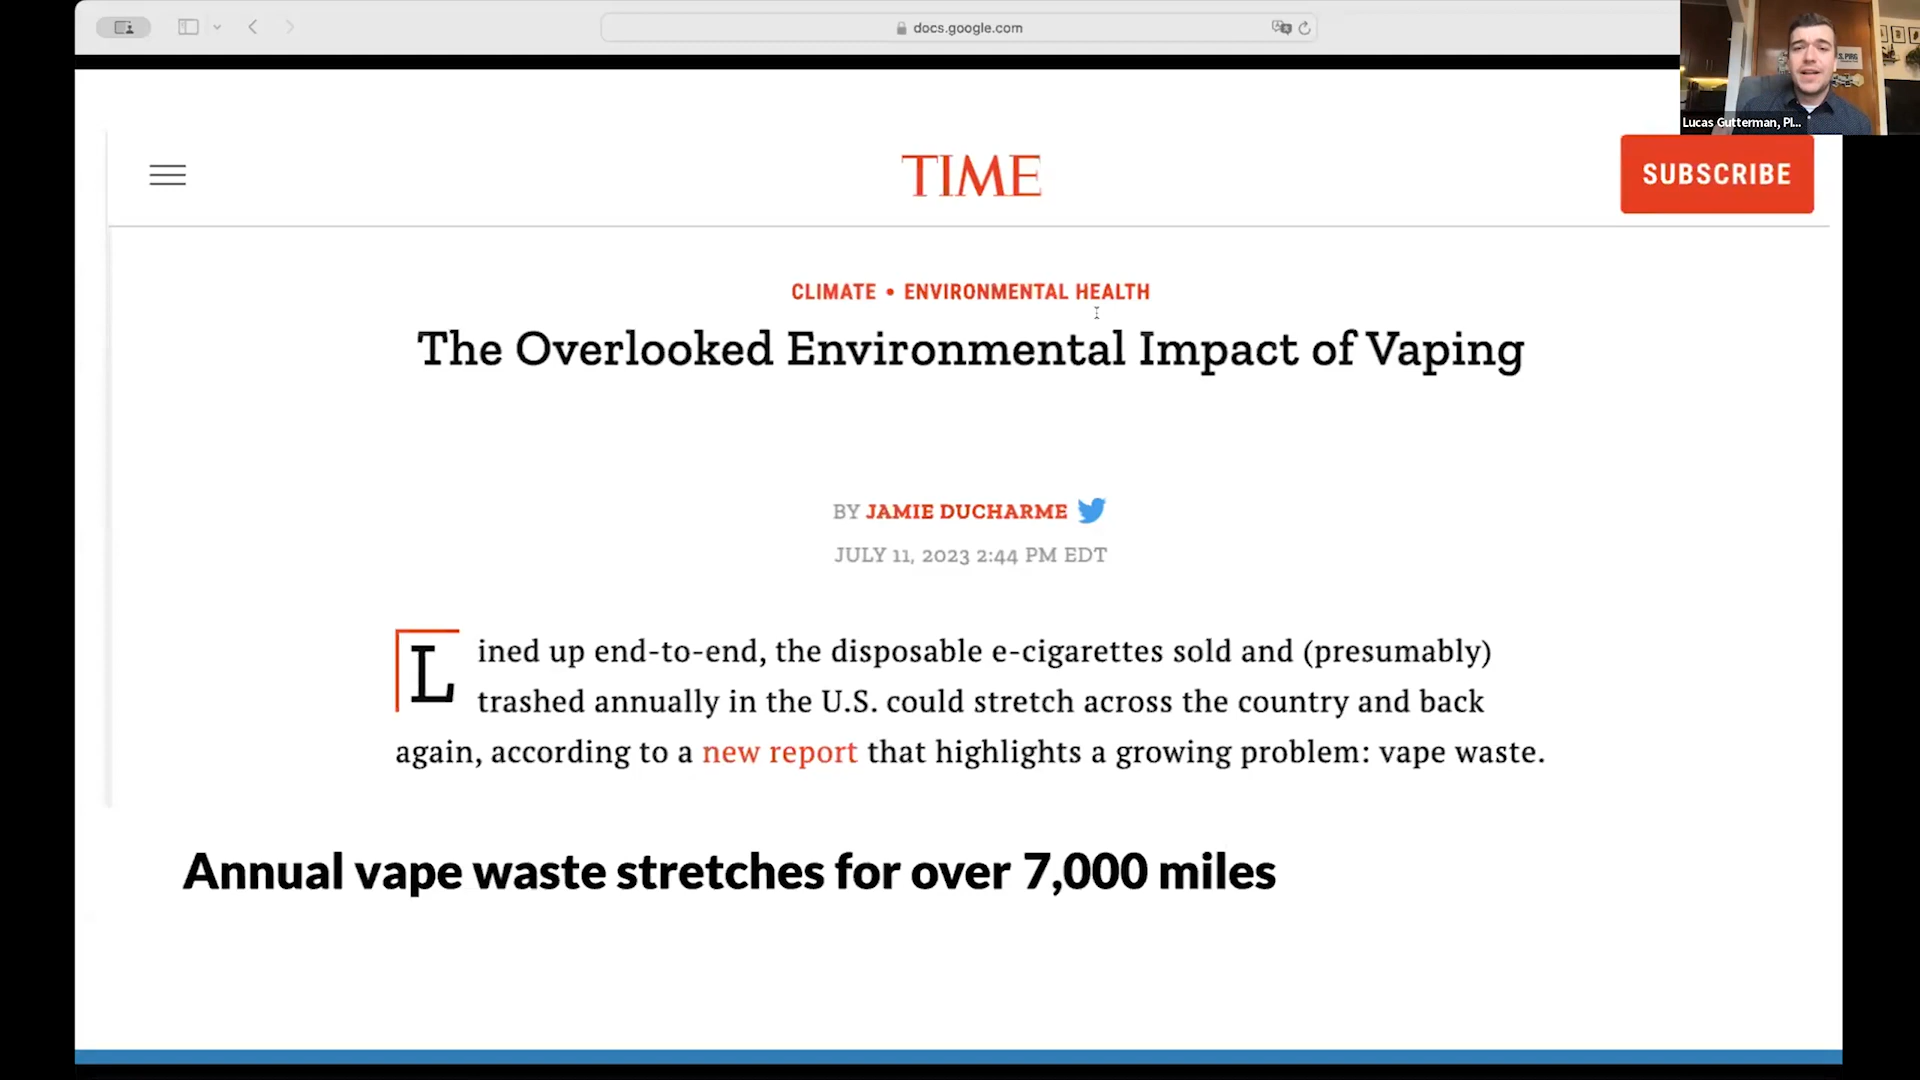 docs.google.com
Lucas Gutterman, PI...
TIME
SUBSCRIBE
CLIMATE • ENVIRONMENTAL HEALTH
The Overlooked Environmental Impact of Vaping
BY JAMIE DUCHARME
JULY 11, 2023 2:44 PM EDT
Lined up end-to-end, the disposable e-cigarettes sold and (presumably)
trashed annually in the U.S. could stretch across the country and back
again, according to a new report that highlights a growing problem: vape waste.
Annual vape waste stretches for over 7,000 miles